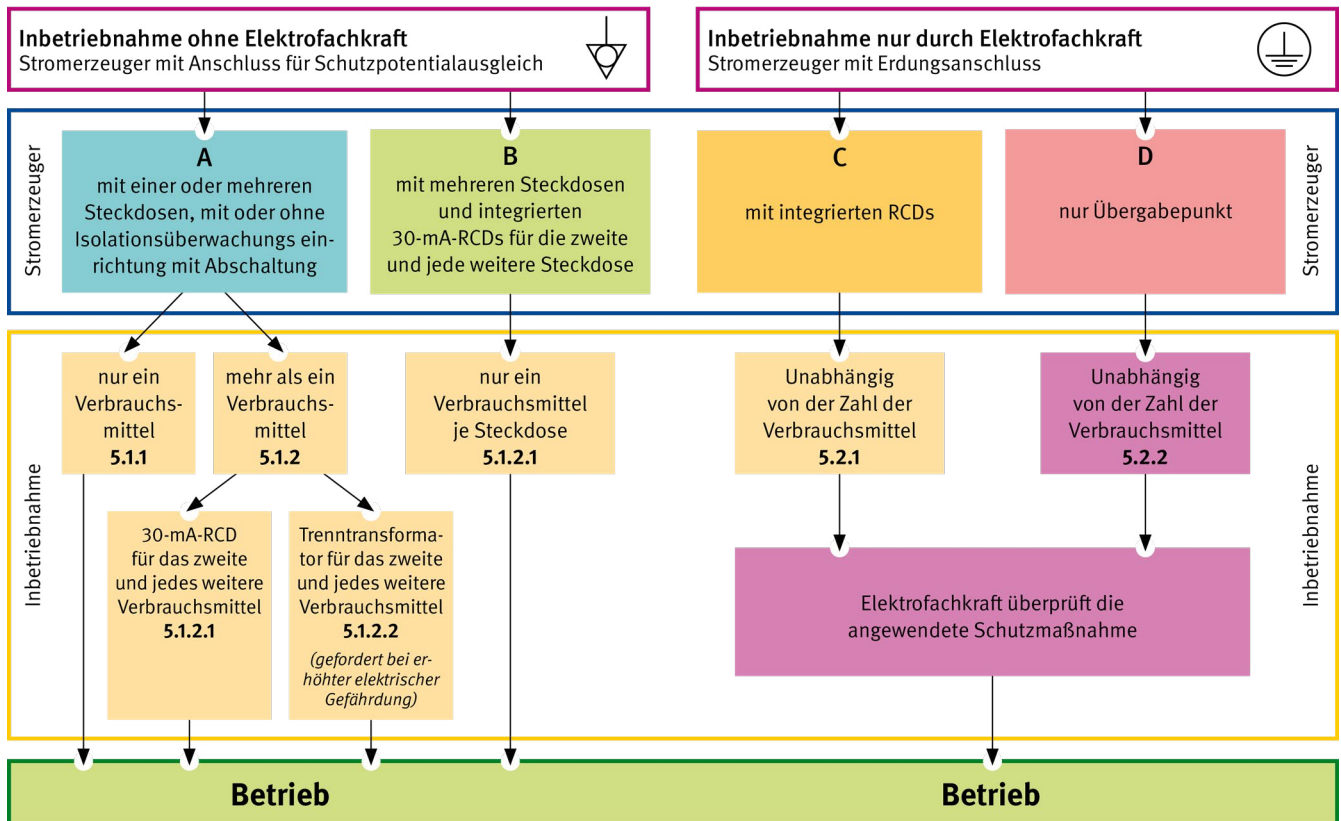 Inbetriebnahme ohne Elektrofachkraft
Stromerzeuger mit Anschluss für Schutzpotentialausgleich
Inbetriebnahme nur durch Elektrofachkraft
Stromerzeuger mit Erdungsanschluss
Stromerzeuger
A
mit einer oder mehreren
Steckdosen, mit oder ohne
Isolationsüberwachungs ein-
richtung mit Abschaltung
B
mit mehreren Steckdosen
und integrierten
30-mA-RCDs für die zweite
und jede weitere Steckdose
C
mit integrierten RCDs
D
nur Übergabepunkt
Stromerzeuger
Inbetriebnahme
nur ein
Verbrauchs-
mittel
5.1.1
mehr als ein
Verbrauchs-
mittel
5.1.2
nur ein
Verbrauchsmittel
je Steckdose
5.1.2.1
Unabhängig
von der Zahl der
Verbrauchsmittel
5.2.1
Unabhängig
von der Zahl der
Verbrauchsmittel
5.2.2
Inbetriebnahme
30-mA-RCD
für das zweite
und jedes weitere
Verbrauchsmittel
5.1.2.1
Trenntransforma-
tor für das zweite
und jedes weitere
Verbrauchsmittel
5.1.2.2
(gefordert bei er-
höhter elektrischer
Gefährdung)
Elektrofachkraft überprüft die
angewendete Schutzmaßnahme
Betrieb
Betrieb